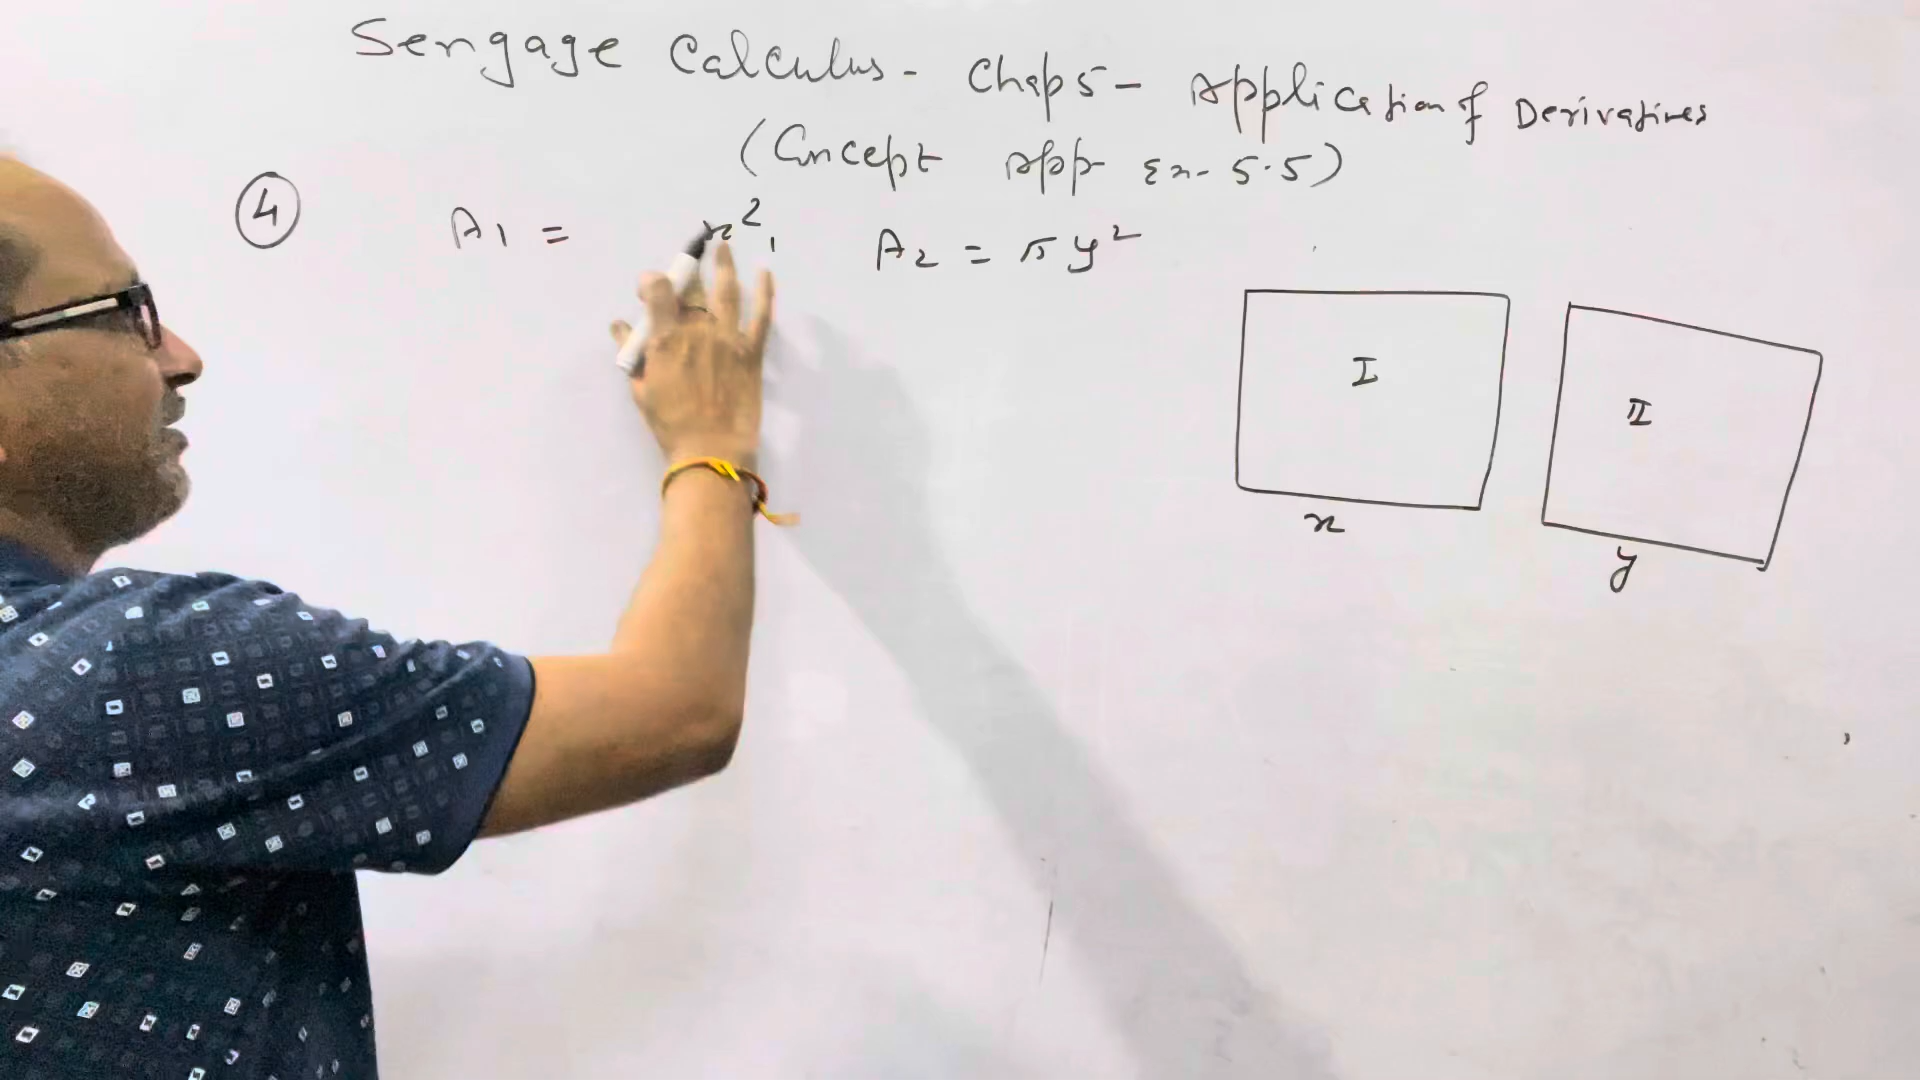 Sengage Calculus - Chap 5 - Application of Derivatives
(Concept App Ex- 5.5)
4 A₁ = x², A₂ = πy²
I II
x y